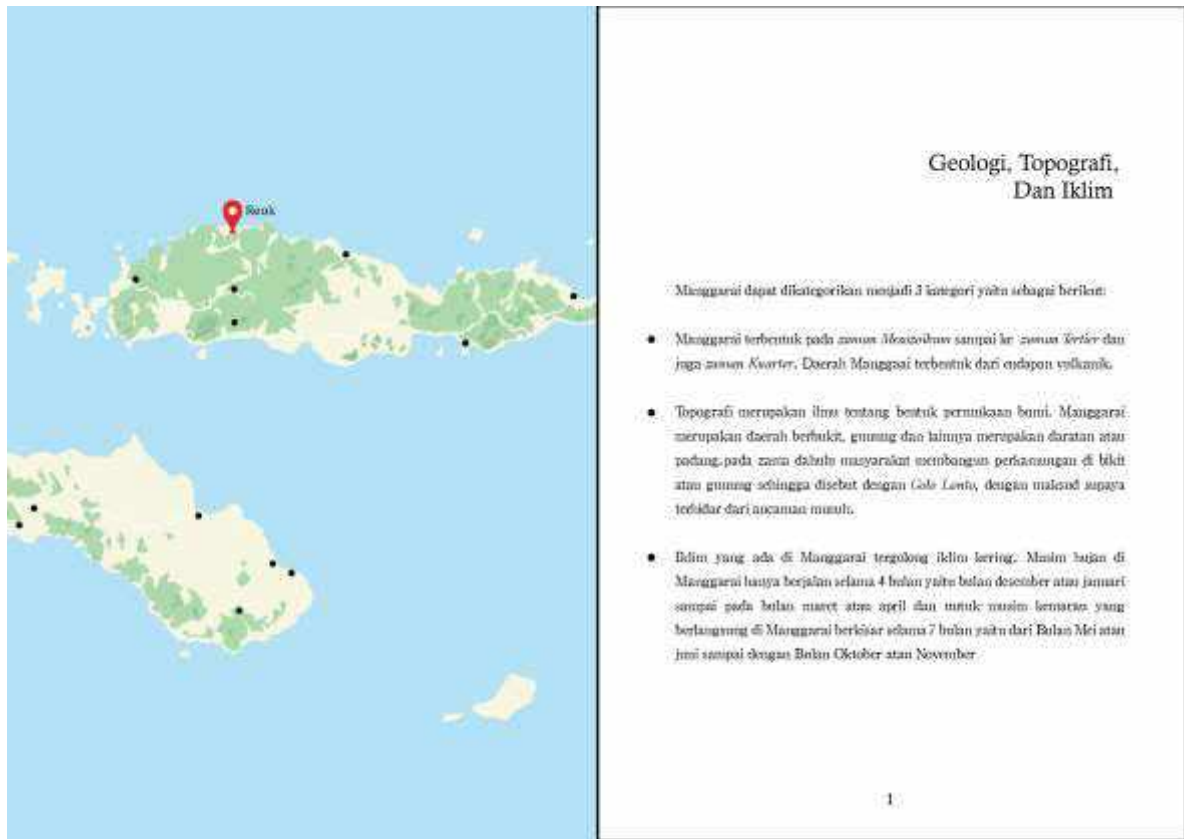 Reuk
Geologi, Topografi,
Dan Iklim
Manggarai dapat dikategorikan menjadi 3 kategori yaitu sebagai berikut:
Manggarai terbentuk pada zaman Mesozoikum sampai ke zaman Tertier dan
juga zaman Kuarter. Daerah Manggaai terbentuk dari endapan vulkanik.
Topografi merupakan ilmu tentang bentuk permukaan bumi. Manggarai
merupakan daerah berbukit, gunung dan lainnya merupakan daratan atau
padang.pada zama dahulu masyarakat membangun perkamungan di bikit
atau gunung sehingga disebut dengan Golo Lonto, dengan maksud supaya
terhidar dari ancaman musuh.
Iklim yang ada di Manggarai tergolong iklim kering. Musim hujan di
Manggarai hanya berjalan selama 4 bulan yaitu bulan desember atau januari
sampai pada bulan maret atau april dan untuk musim kemarau yang
berlangsung di Manggarai berkisar selama 7 bulan yaitu dari Bulan Mei atau
juni sampai dengan Bulan Oktober atau November
1